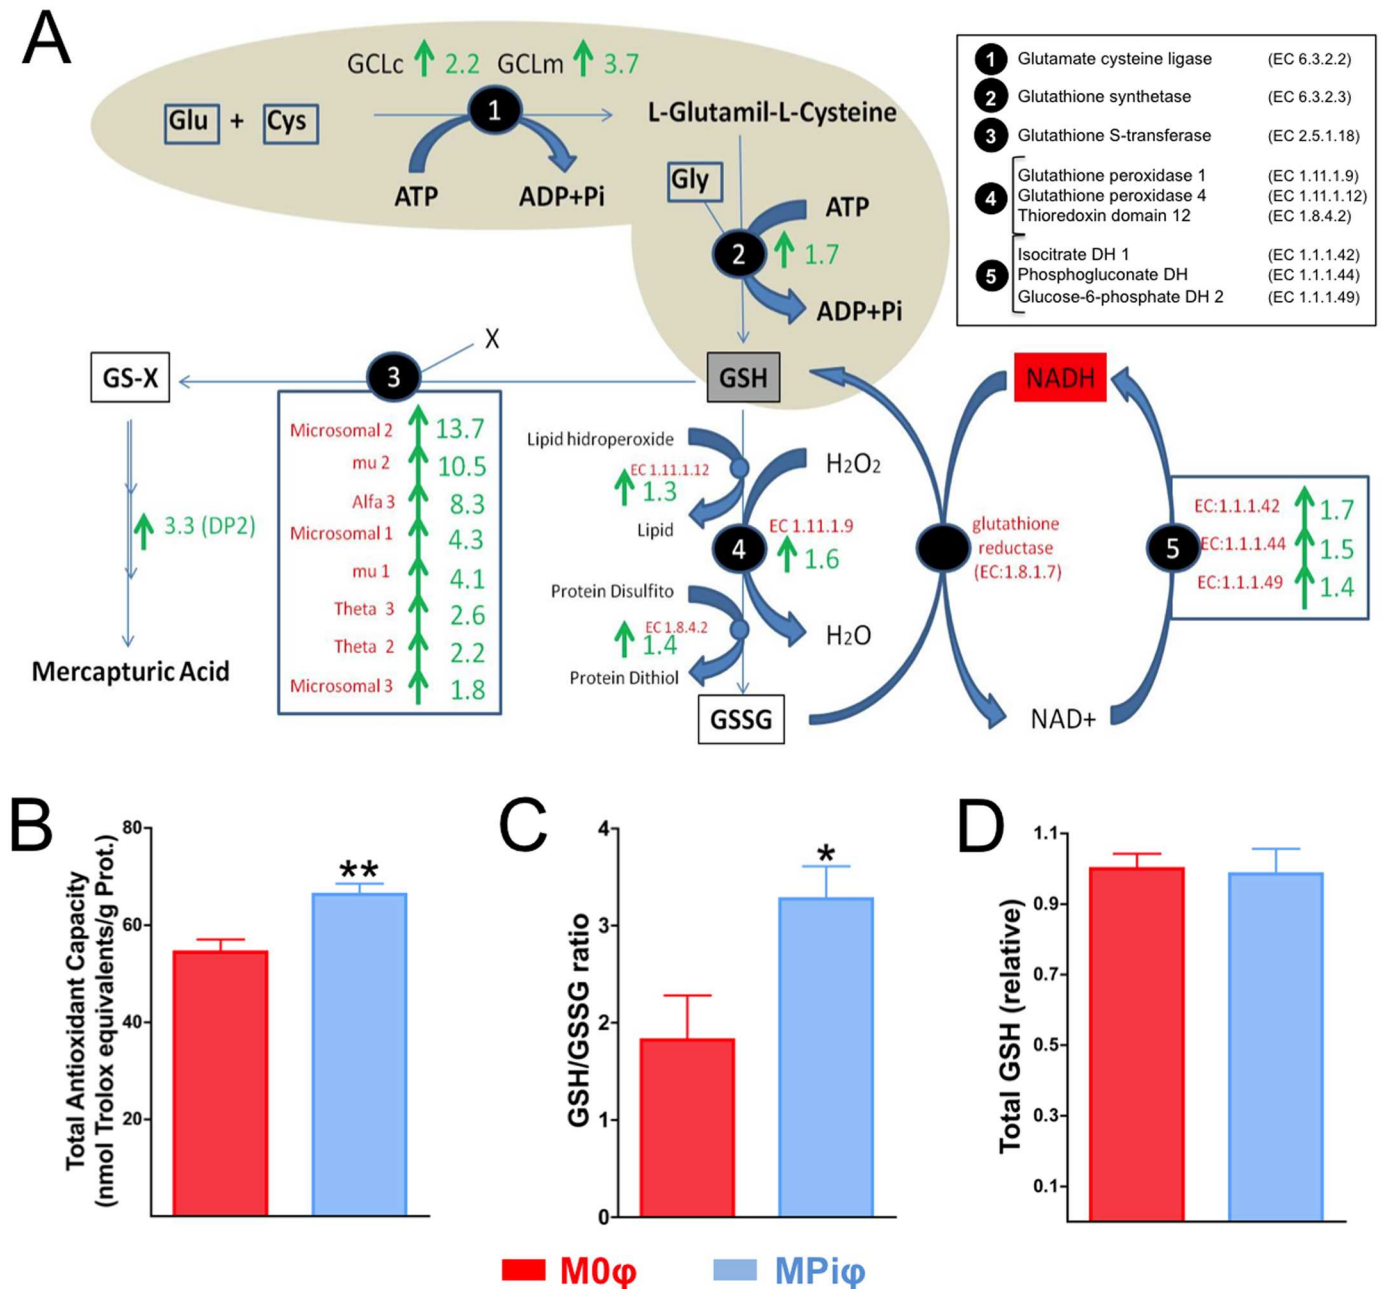 A
GCLc 2.2 GCLm 3.7
Glu + Cys
1
L-Glutamil-L-Cysteine
ATP
ADP+Pi
Gly
ATP
2
1.7
ADP+Pi
1 Glutamate cysteine ligase (EC 6.3.2.2)
2 Glutathione synthetase (EC 6.3.2.3)
3 Glutathione S-transferase (EC 2.5.1.18)
4
Glutathione peroxidase 1 (EC 1.11.1.9)
Glutathione peroxidase 4 (EC 1.11.1.12)
Thioredoxin domain 12 (EC 1.8.4.2)
5
Isocitrate DH 1 (EC 1.1.1.42)
Phosphogluconate DH (EC 1.1.1.44)
Glucose-6-phosphate DH 2 (EC 1.1.1.49)
GS-X
3
X
GSH
NADH
Microsomal 2 13.7
mu 2 10.5
Alfa 3 8.3
Microsomal 1 4.3
mu 1 4.1
Theta 3 2.6
Theta 2 2.2
Microsomal 3 1.8
3.3 (DP2)
Mercapturic Acid
Lipid hidroperoxide
EC 1.11.1.12
1.3
Lipid
H2O2
4
EC 1.11.1.9
1.6
Protein Disulfito
EC 1.8.4.2
1.4
Protein Dithiol
H2O
GSSG
glutathione
reductase
(EC:1.8.1.7)
NAD+
5
EC:1.1.1.42 1.7
EC:1.1.1.44 1.5
EC:1.1.1.49 1.4
B
Total Antioxidant Capacity
(nmol Trolox equivalents/g Prot.)
80
60
40
20
**
C
GSH/GSSG ratio
4
3
2
1
0
*
D
Total GSH (relative)
1.1
0.9
0.7
0.5
0.3
0.1
M0φ
MPiφ